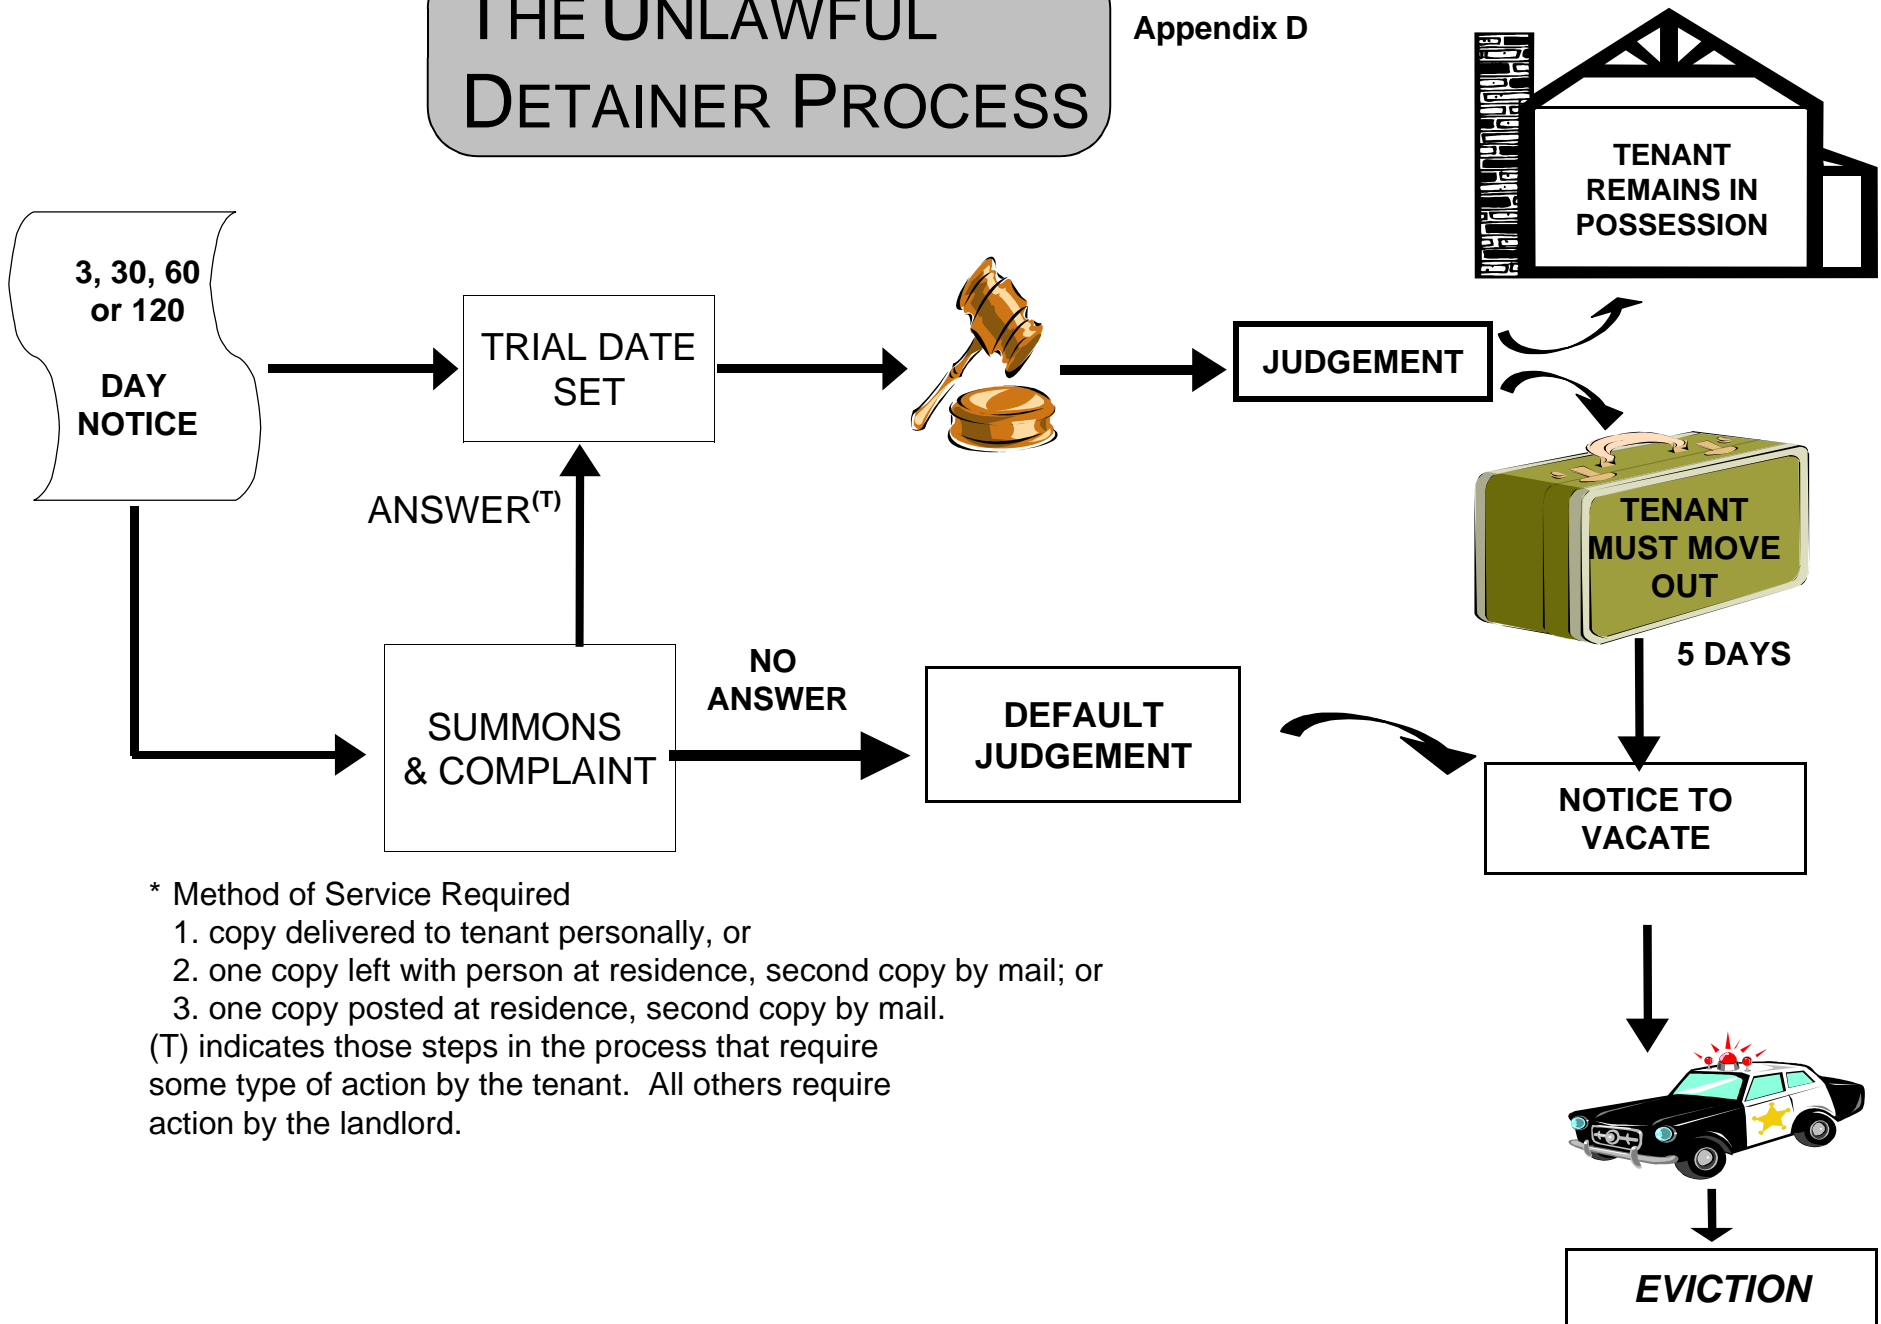 THE UNLAWFUL
DETAINER PROCESS
Appendix D
TENANT
REMAINS IN
POSSESSION
3, 30, 60
or 120
DAY
NOTICE
TRIAL DATE
SET
JUDGEMENT
ANSWER(T)
TENANT
MUST MOVE
OUT
5 DAYS
SUMMONS
& COMPLAINT
NO
ANSWER
DEFAULT
JUDGEMENT
NOTICE TO
VACATE
* Method of Service Required
1. copy delivered to tenant personally, or
2. one copy left with person at residence, second copy by mail; or
3. one copy posted at residence, second copy by mail.
(T) indicates those steps in the process that require
some type of action by the tenant.  All others require
action by the landlord.
EVICTION